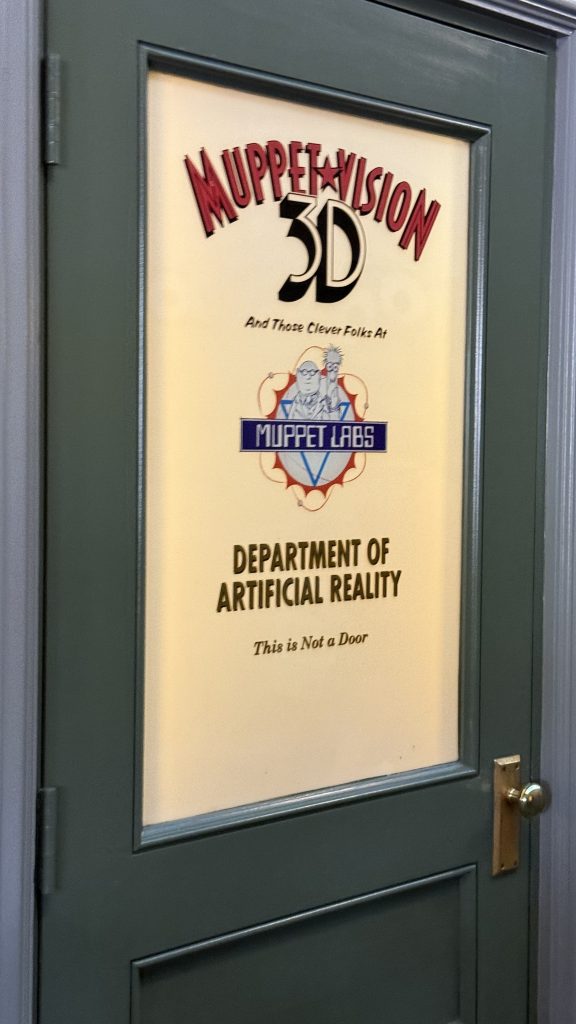 MUPPET★VISION
3D
And Those Clever Folks At
MUPPET LABS
DEPARTMENT OF
ARTIFICIAL REALITY
This is Not a Door